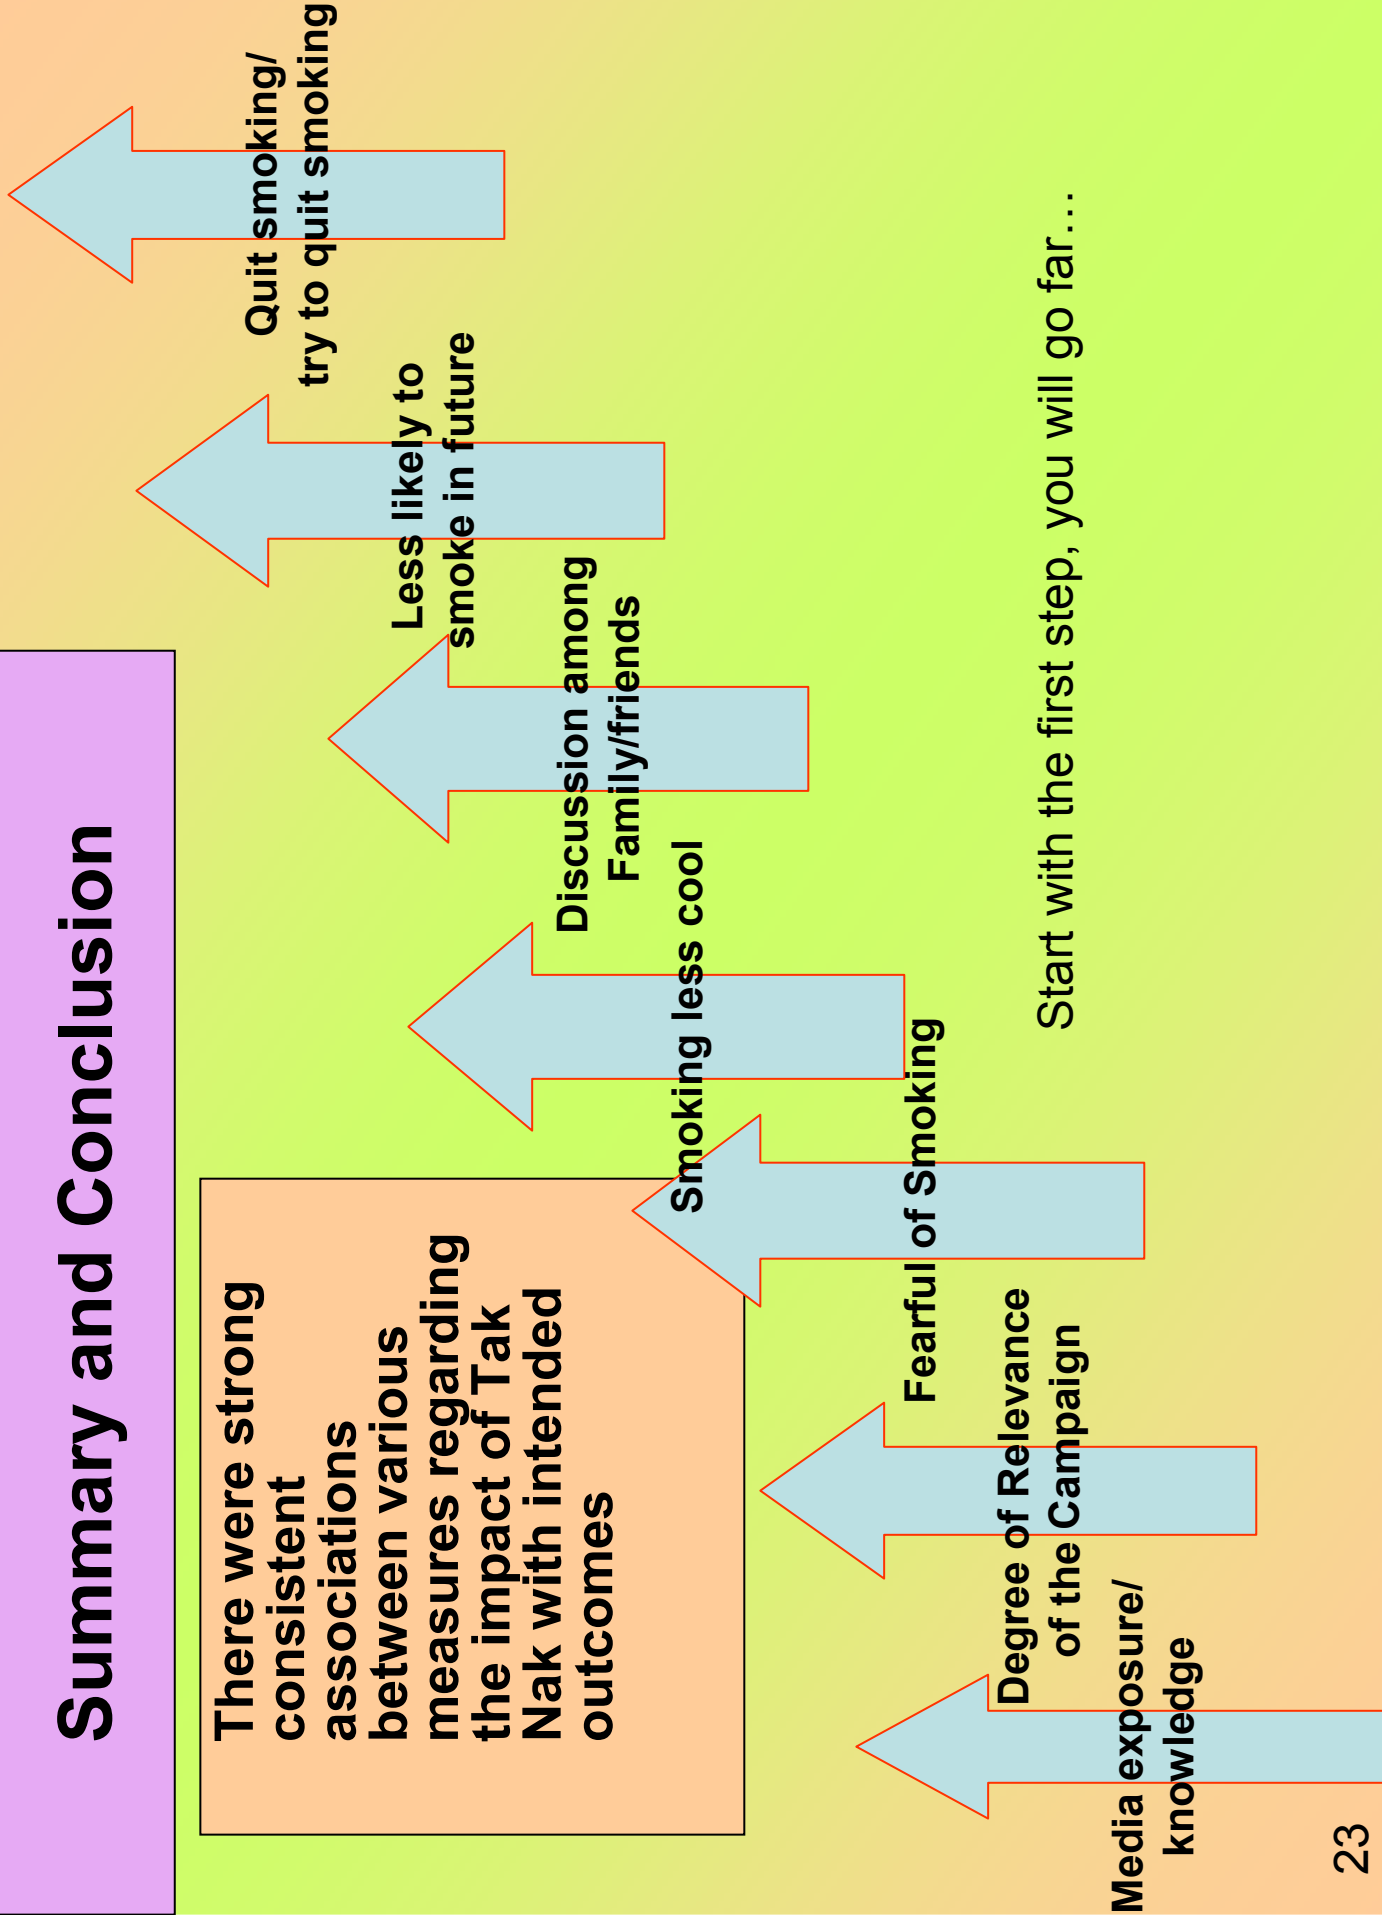 Summary and Conclusion
There were strong
consistent
associations
between various
measures regarding
the impact of Tak
Nak with intended
outcomes
Media exposure/
knowledge
Degree of Relevance
of the Campaign
Fearful of Smoking
Smoking less cool
Discussion among
Family/friends
Less likely to
smoke in future
Quit smoking/
try to quit smoking
Start with the first step, you will go far…
23